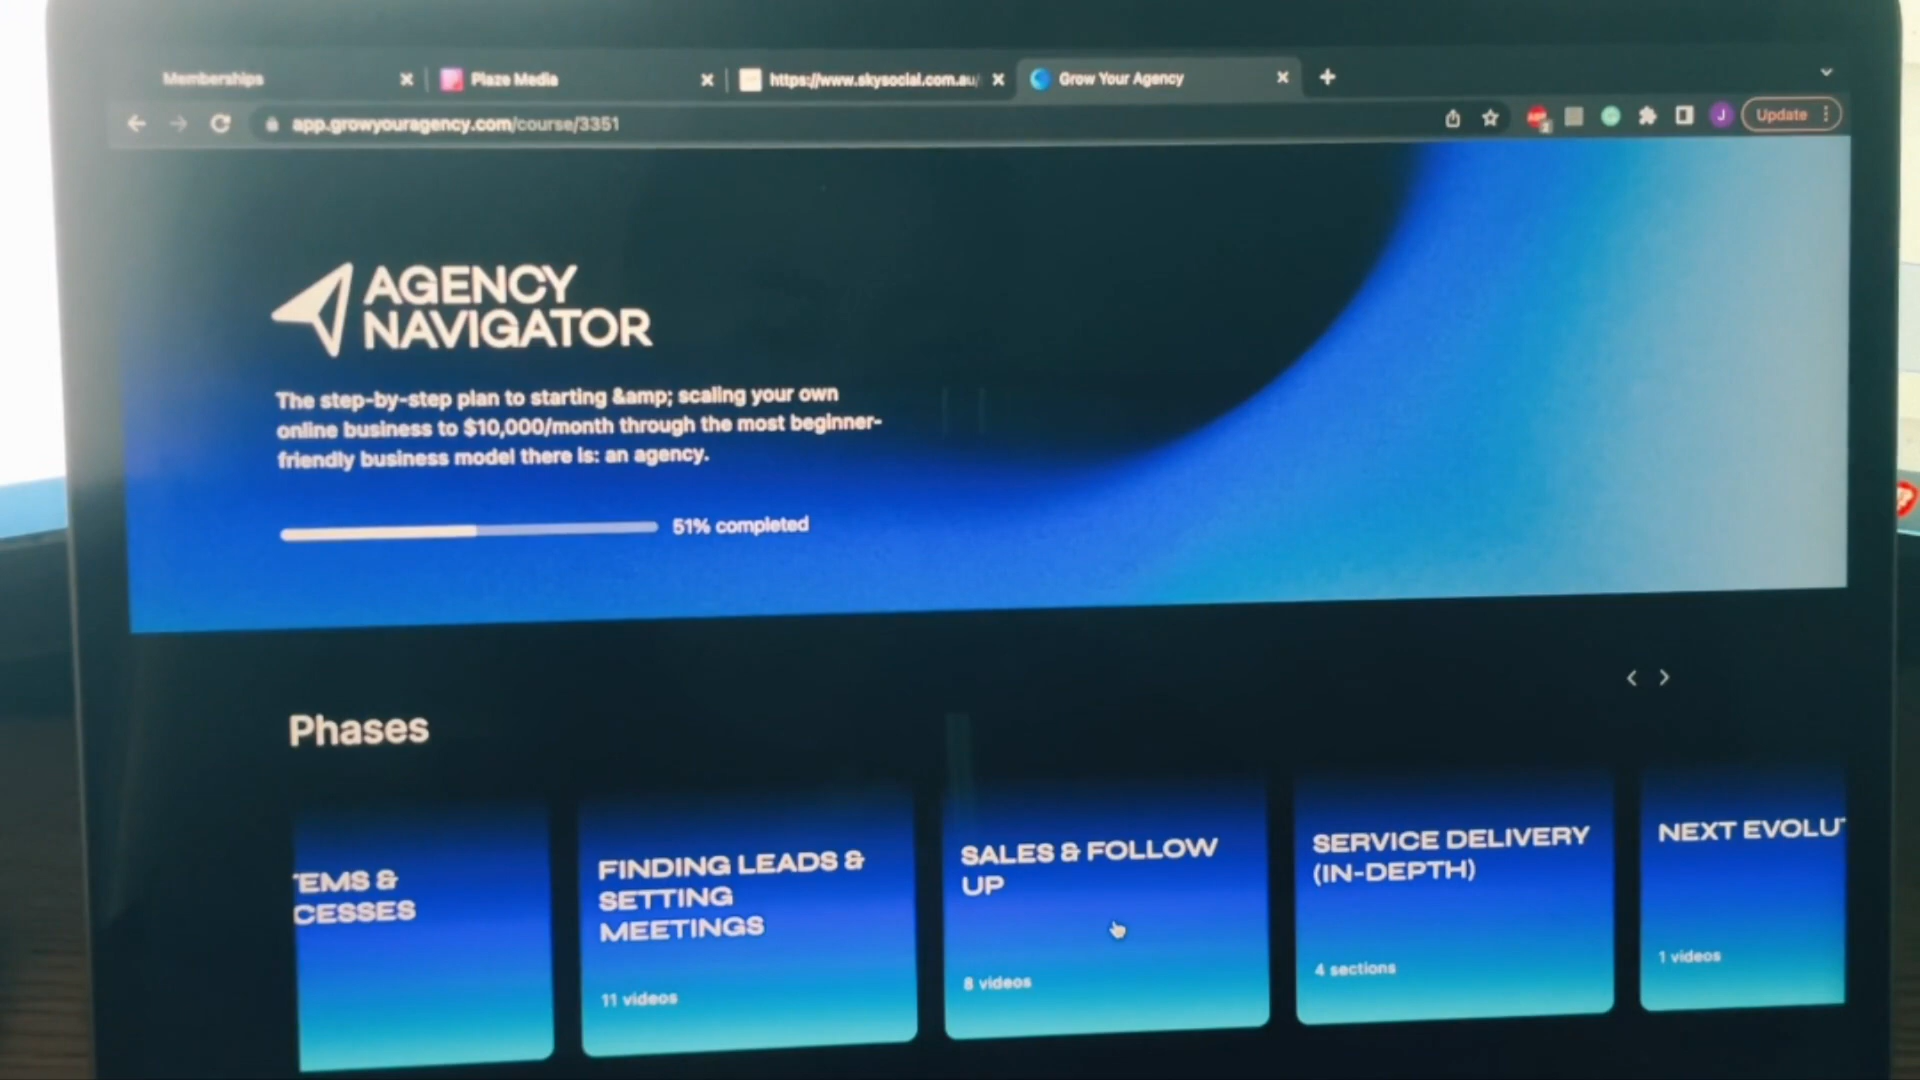 Memberships
Plaze Media
https://www.skysocial.com.au/
Grow Your Agency
app.growyouragency.com/course/3351
ABP
2
J
Update
AGENCY
NAVIGATOR
The step-by-step plan to starting &amp; scaling your own
online business to $10,000/month through the most beginner-
friendly business model there is: an agency.
51% completed
Phases
EMS &
CESSES
FINDING LEADS &
SETTING
MEETINGS
11 videos
SALES & FOLLOW
UP
8 videos
SERVICE DELIVERY
(IN-DEPTH)
4 sections
NEXT EVOLU
1 videos